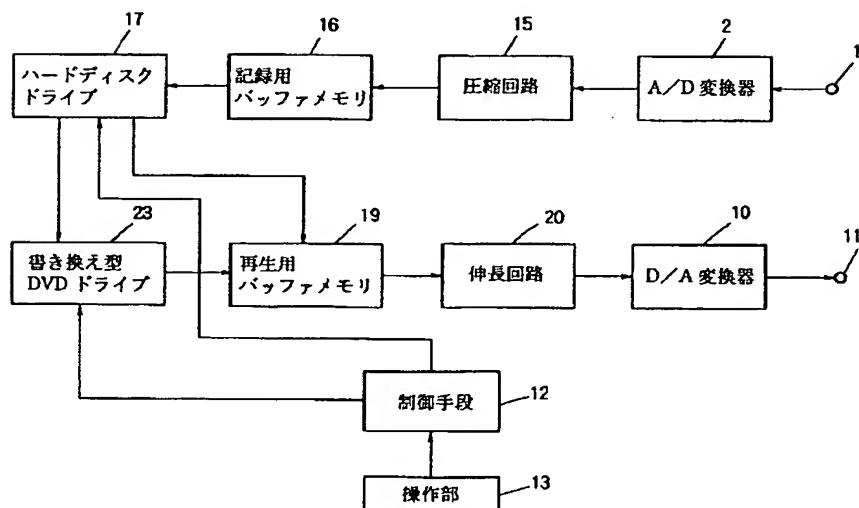 17
16
15
2
1
ハードディスク
ドライブ
記録用
バッファメモリ
圧縮回路
A／D 変換器
23
19
20
10
11
書き換え型
DVD ドライブ
再生用
バッファメモリ
伸長回路
D／A 変換器
制御手段
12
操作部
13